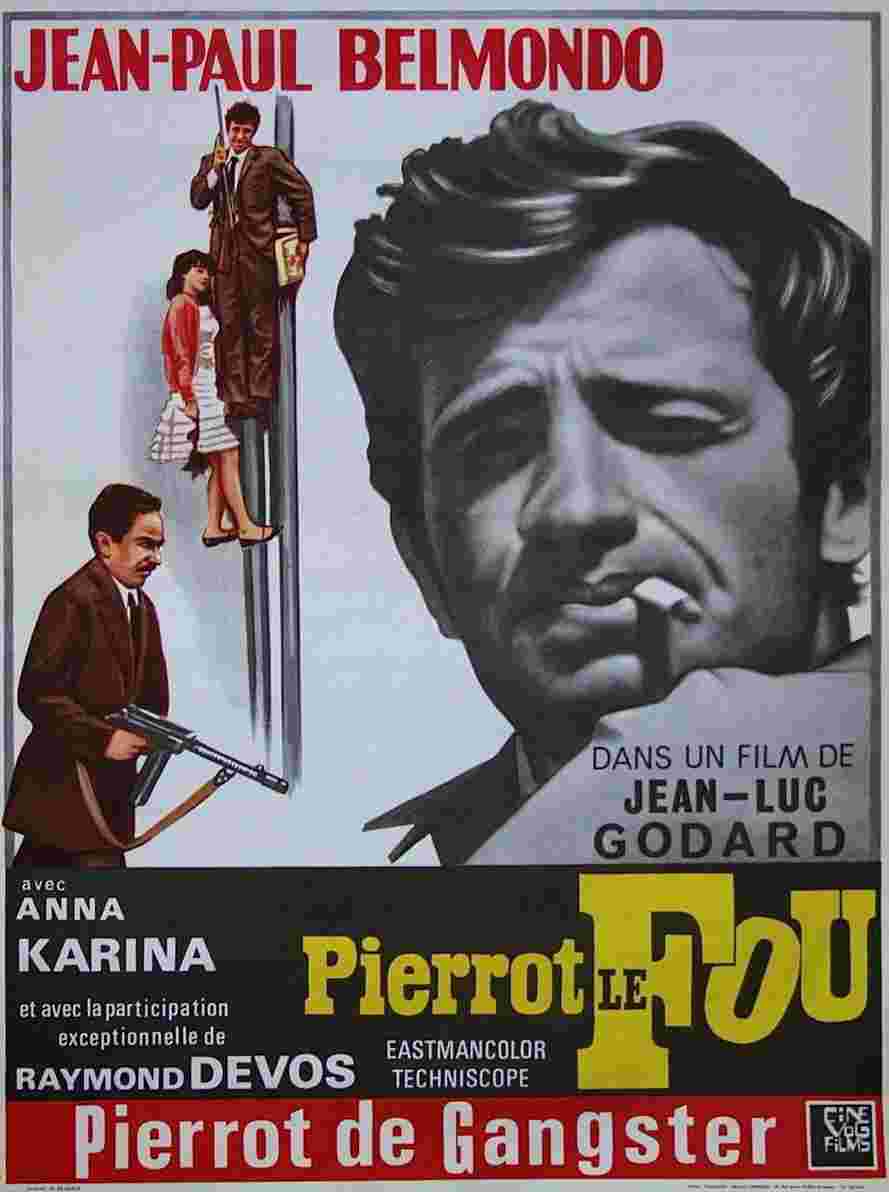 JEAN-PAUL BELMONDO
DANS UN FILM DE
JEAN-LUC
GODARD
avec
ANNA
KARINA
et avec la participation
exceptionnelle de
RAYMOND DEVOS
Pierrot LE FOU
EASTMANCOLOR
TECHNISCOPE
Pierrot de Gangster
CINE
VOG
FILMS